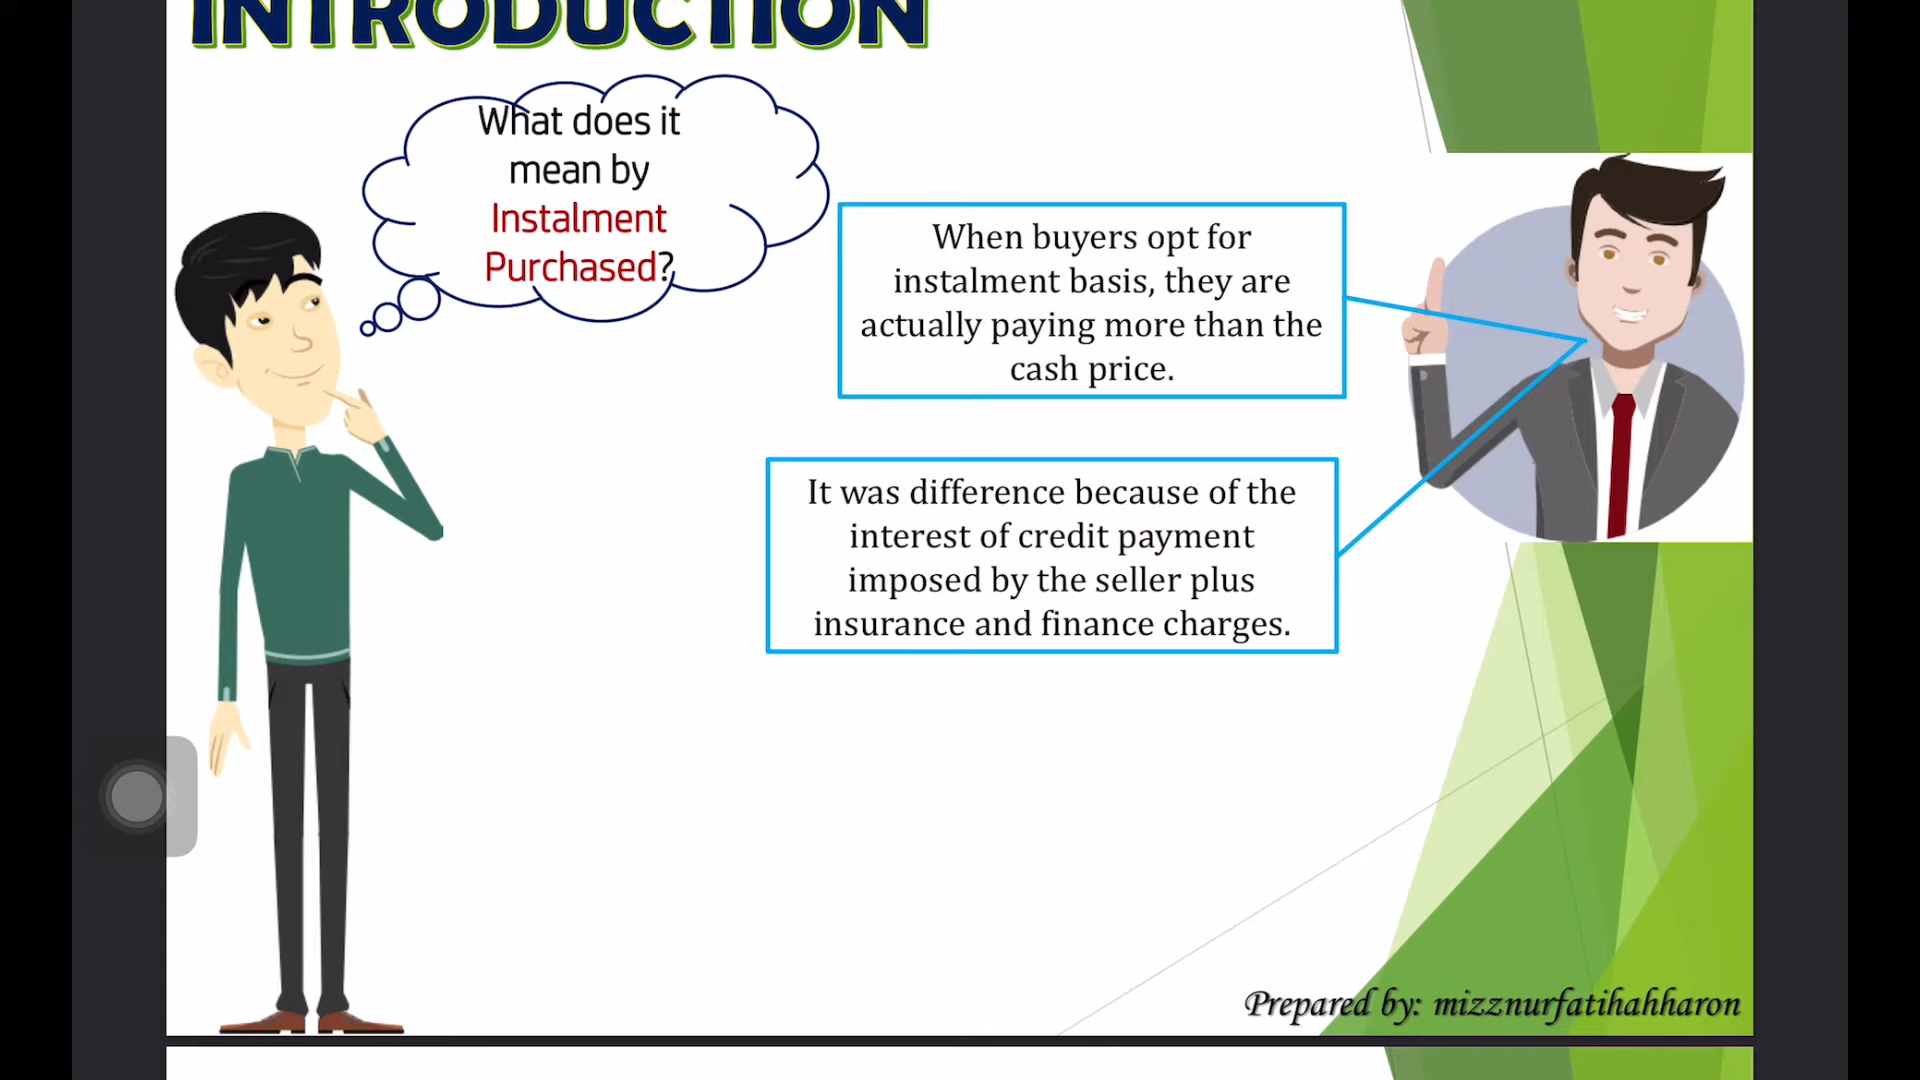 INTRODUCTION
What does it
mean by
Instalment
Purchased?
When buyers opt for
instalment basis, they are
actually paying more than the
cash price.
It was difference because of the
interest of credit payment
imposed by the seller plus
insurance and finance charges.
Prepared by: mizznurfatihahharon